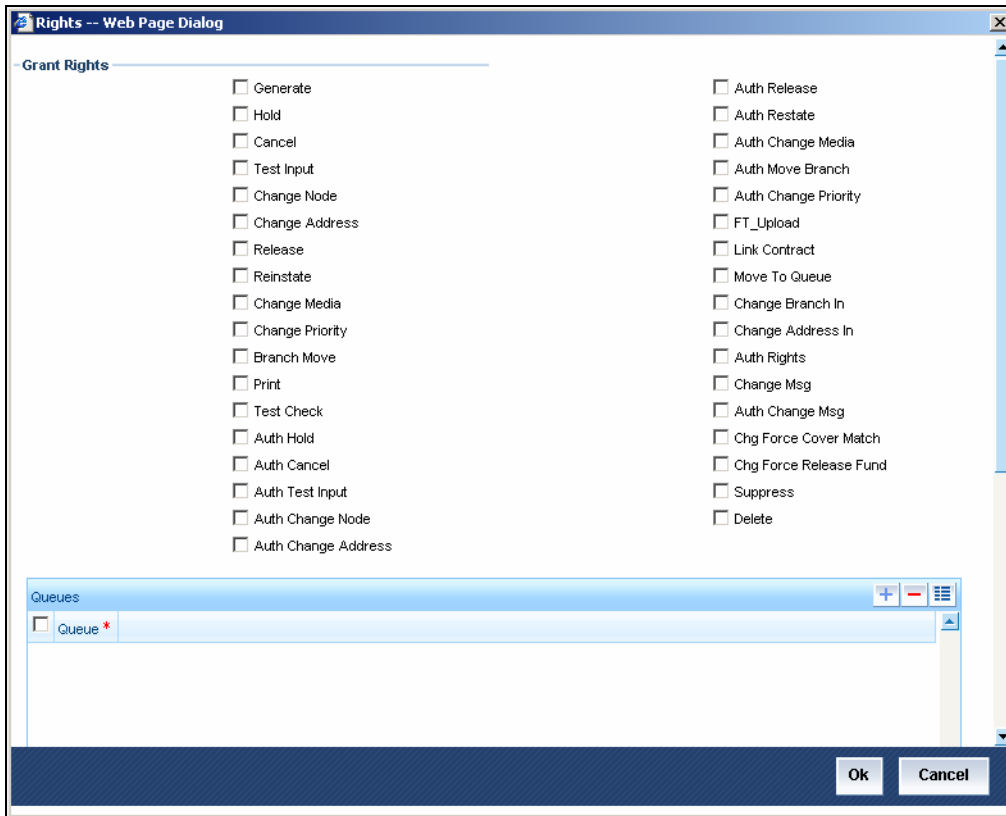 Rights -- Web Page Dialog
Grant Rights
Generate
Hold
Cancel
Test Input
Change Node
Change Address
Release
Reinstate
Change Media
Change Priority
Branch Move
Print
Test Check
Auth Hold
Auth Cancel
Auth Test Input
Auth Change Node
Auth Change Address
Auth Release
Auth Restate
Auth Change Media
Auth Move Branch
Auth Change Priority
FT_Upload
Link Contract
Move To Queue
Change Branch In
Change Address In
Auth Rights
Change Msg
Auth Change Msg
Chg Force Cover Match
Chg Force Release Fund
Suppress
Delete
Queues
Queue *
Ok
Cancel